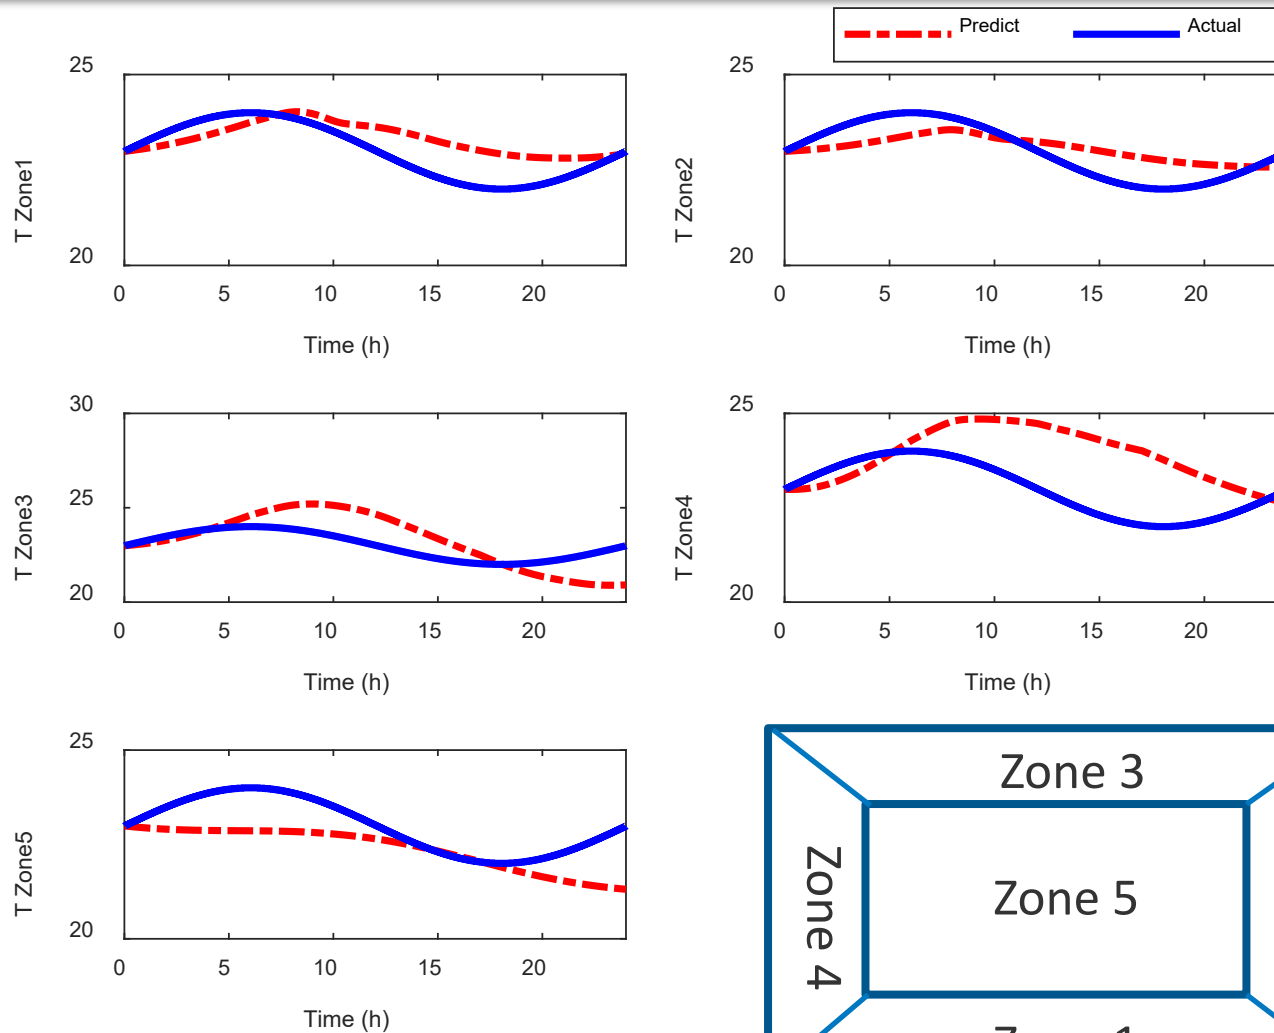 Predict Actual
25
T Zone1
20
0 5 10 15 20
Time (h)
25
T Zone2
20
0 5 10 15 20
Time (h)
30
25
T Zone3
20
0 5 10 15 20
Time (h)
25
T Zone4
20
0 5 10 15 20
Time (h)
25
T Zone5
20
0 5 10 15 20
Time (h)
Zone 3
Zone 4
Zone 5